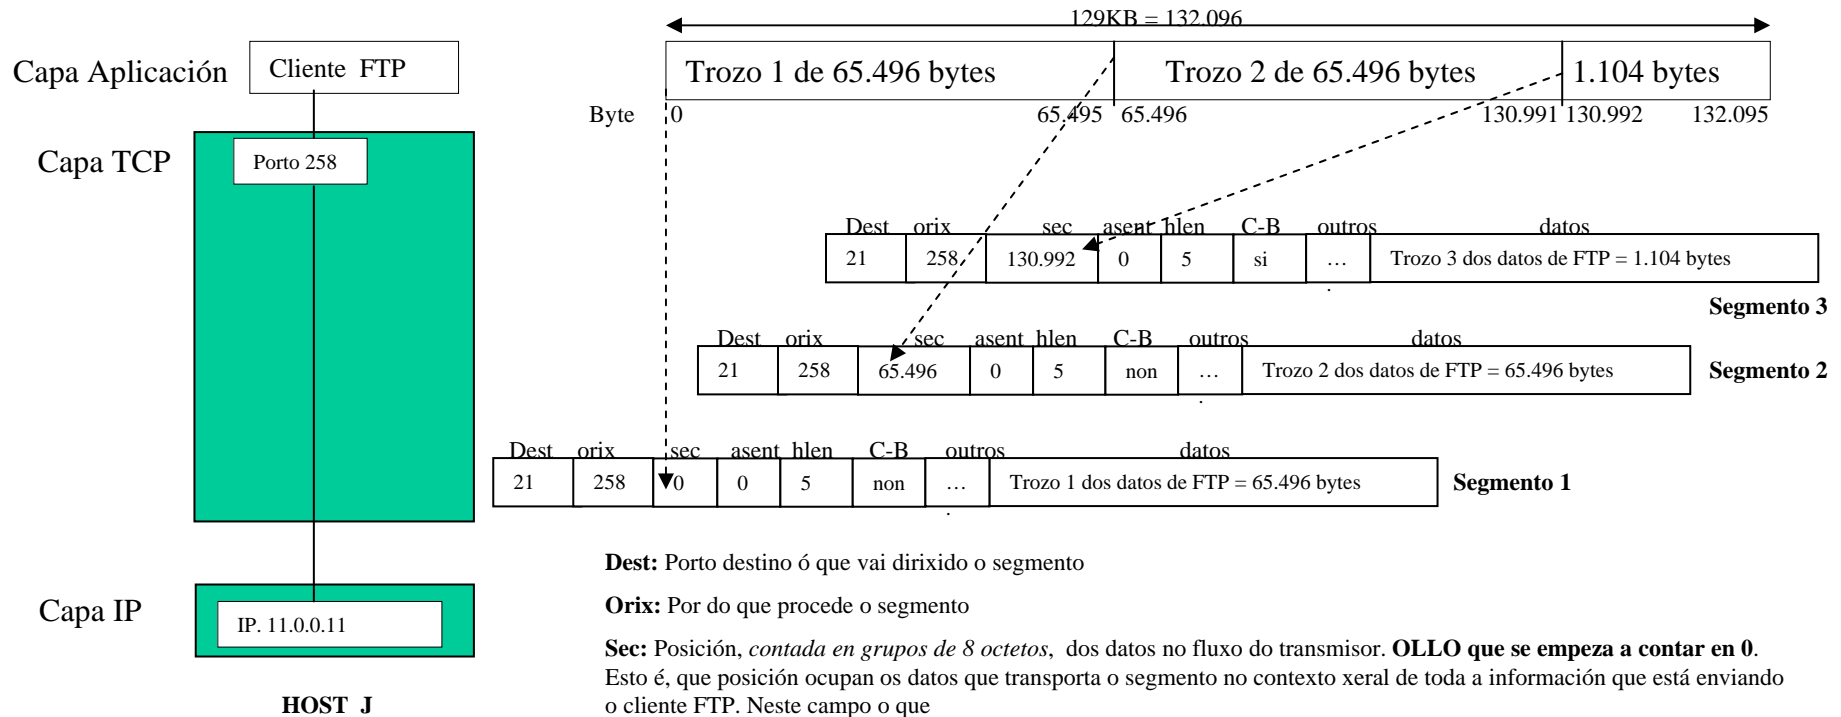 129KB = 132.096
Capa Aplicación
Cliente FTP
Trozo 1 de 65.496 bytes
Trozo 2 de 65.496 bytes
1.104 bytes
Byte 0 65.495 65.496 130.991 130.992 132.095
Capa TCP
Porto 258
Dest orix sec asent hlen C-B outros datos
21 258 130.992 0 5 si … Trozo 3 dos datos de FTP = 1.104 bytes
.
Segmento 3
Dest orix sec asent hlen C-B outros datos
21 258 65.496 0 5 non … Trozo 2 dos datos de FTP = 65.496 bytes
.
Segmento 2
Dest orix sec asent hlen C-B outros datos
21 258 0 0 5 non … Trozo 1 dos datos de FTP = 65.496 bytes
.
Segmento 1
Capa IP
IP. 11.0.0.11
HOST J
Dest: Porto destino ó que vai dirixido o segmento
Orix: Por do que procede o segmento
Sec: Posición, contada en grupos de 8 octetos, dos datos no fluxo do transmisor. OLLO que se empeza a contar en 0.
Esto é, que posición ocupan os datos que transporta o segmento no contexto xeral de toda a información que está enviando
o cliente FTP. Neste campo o que